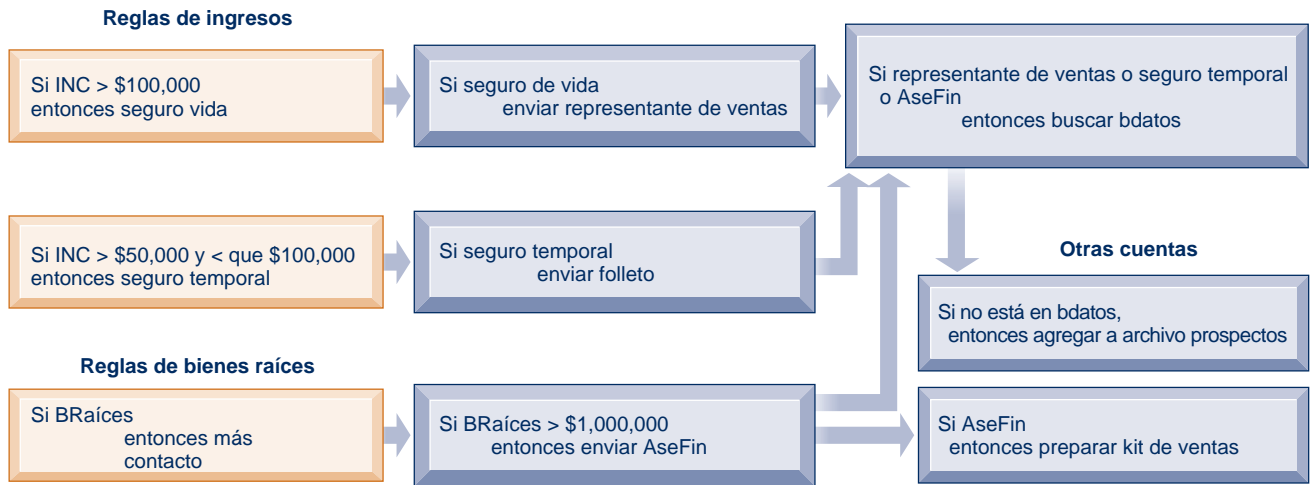 Reglas de ingresos
Si INC > $100,000
entonces seguro vida
Si seguro de vida
enviar representante de ventas
Si representante de ventas o seguro temporal
o AseFin
entonces buscar bdatos
Si INC > $50,000 y < que $100,000
entonces seguro temporal
Si seguro temporal
enviar folleto
Otras cuentas
Si no está en bdatos,
entonces agregar a archivo prospectos
Reglas de bienes raíces
Si BRaíces
entonces más
contacto
Si BRaíces > $1,000,000
entonces enviar AseFin
Si AseFin
entonces preparar kit de ventas